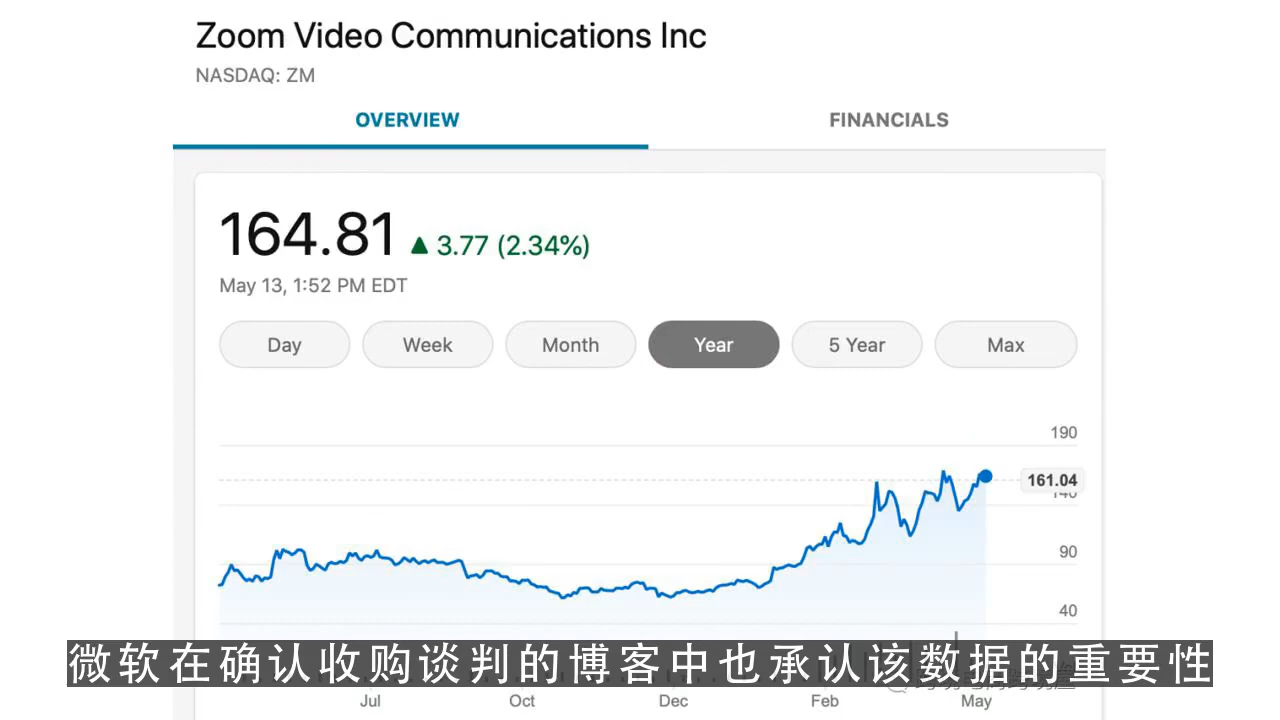 Zoom Video Communications Inc
NASDAQ: ZM
OVERVIEW FINANCIALS
164.81 ▲ 3.77 (2.34%)
May 13, 1:52 PM EDT
Day Week Month Year 5 Year Max
190
161.04
140
90
40
微软在确认收购谈判的博客中也承认该数据的重要性
Jul Oct Dec Feb May